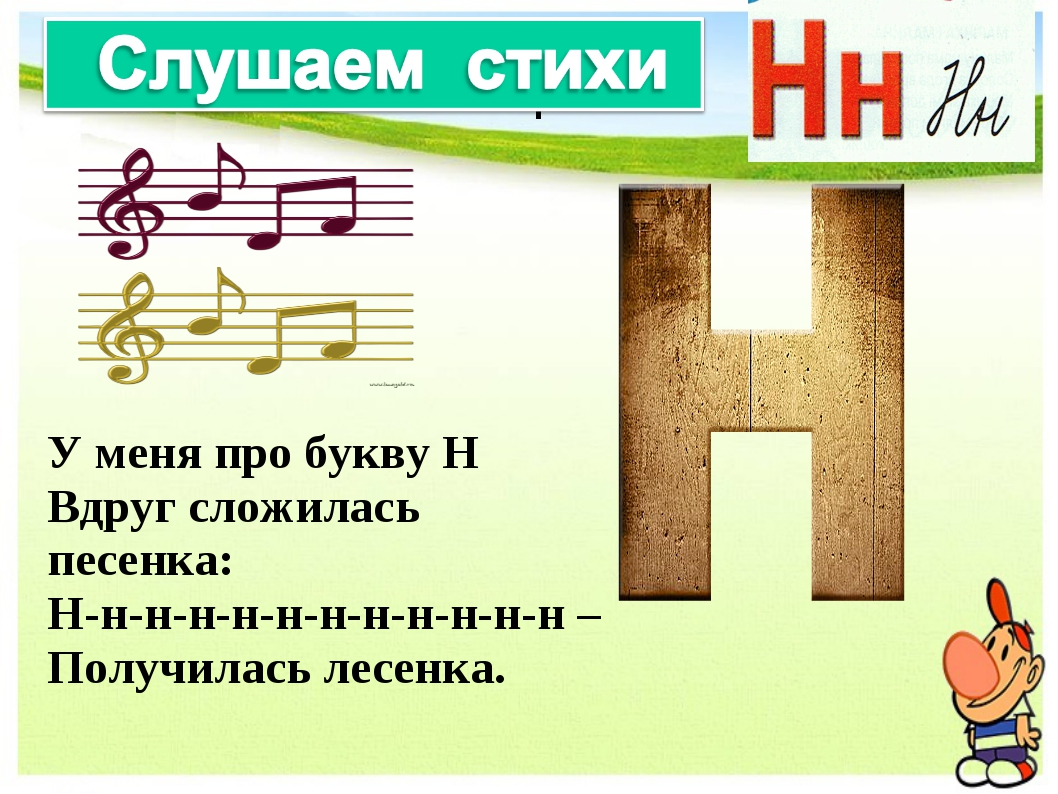 Слушаем стихи
Нн Нн
У меня про букву Н
Вдруг сложилась
песенка:
Н-н-н-н-н-н-н-н-н-н-н-н –
Получилась лесенка.
Н